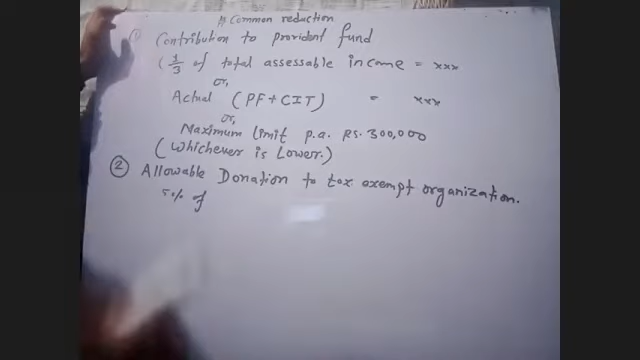 A Common reduction
1) Contribution to provident fund
(1/3 of total assessable income = xxx
or,
Actual (PF + CIT) = xxx
or,
Maximum limit p.a. Rs. 300,000
(whichever is Lower.)
② Allowable Donation to tax exempt organization.
5% of